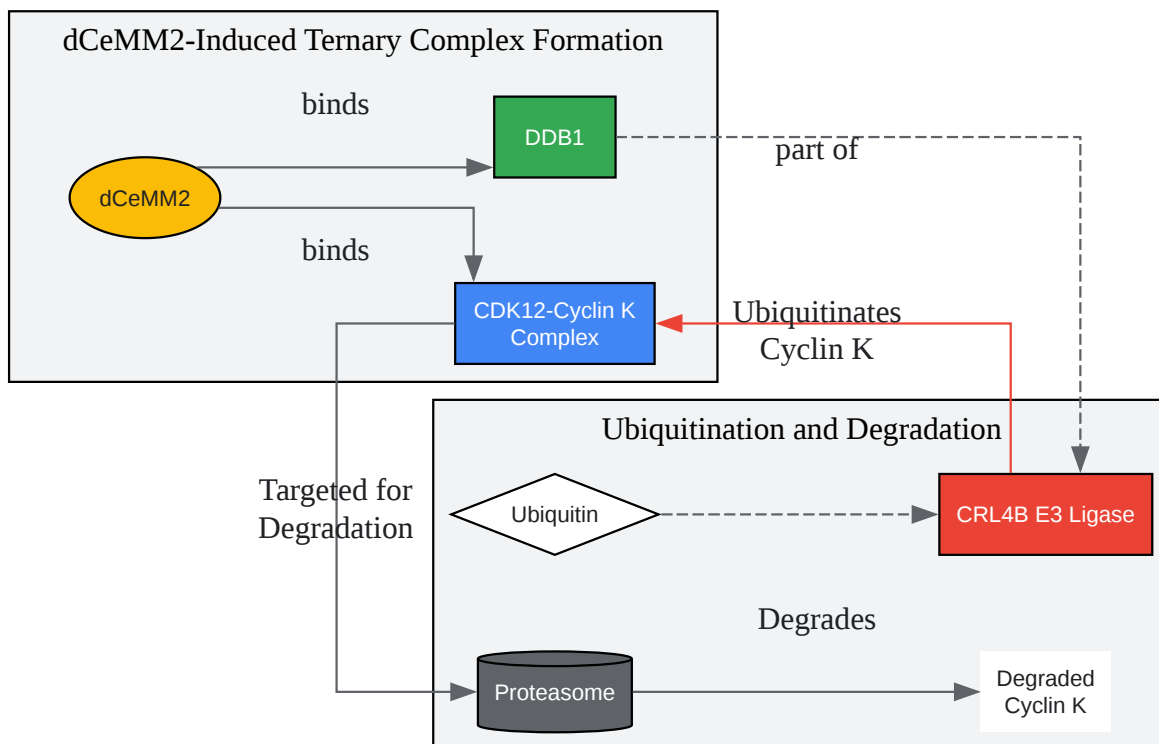 dCeMM2-Induced Ternary Complex Formation
binds
DDB1
part of
dCeMM2
binds
CDK12-Cyclin K
Complex
Ubiquitinates
Cyclin K
Ubiquitination and Degradation
Targeted for
Degradation
Ubiquitin
CRL4B E3 Ligase
Degrades
Proteasome
Degraded
Cyclin K